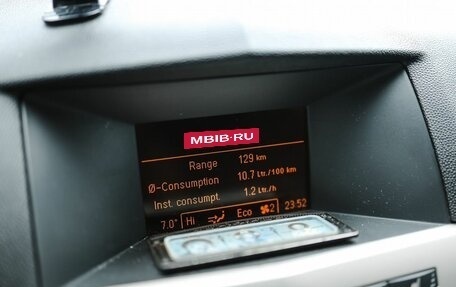 MBIB·RU
Range 129 km
Ø-Consumption 10.7 Ltr./100 km
Inst. consumpt. 1.2 Ltr./h
7.0° Hi Eco 2 23:52